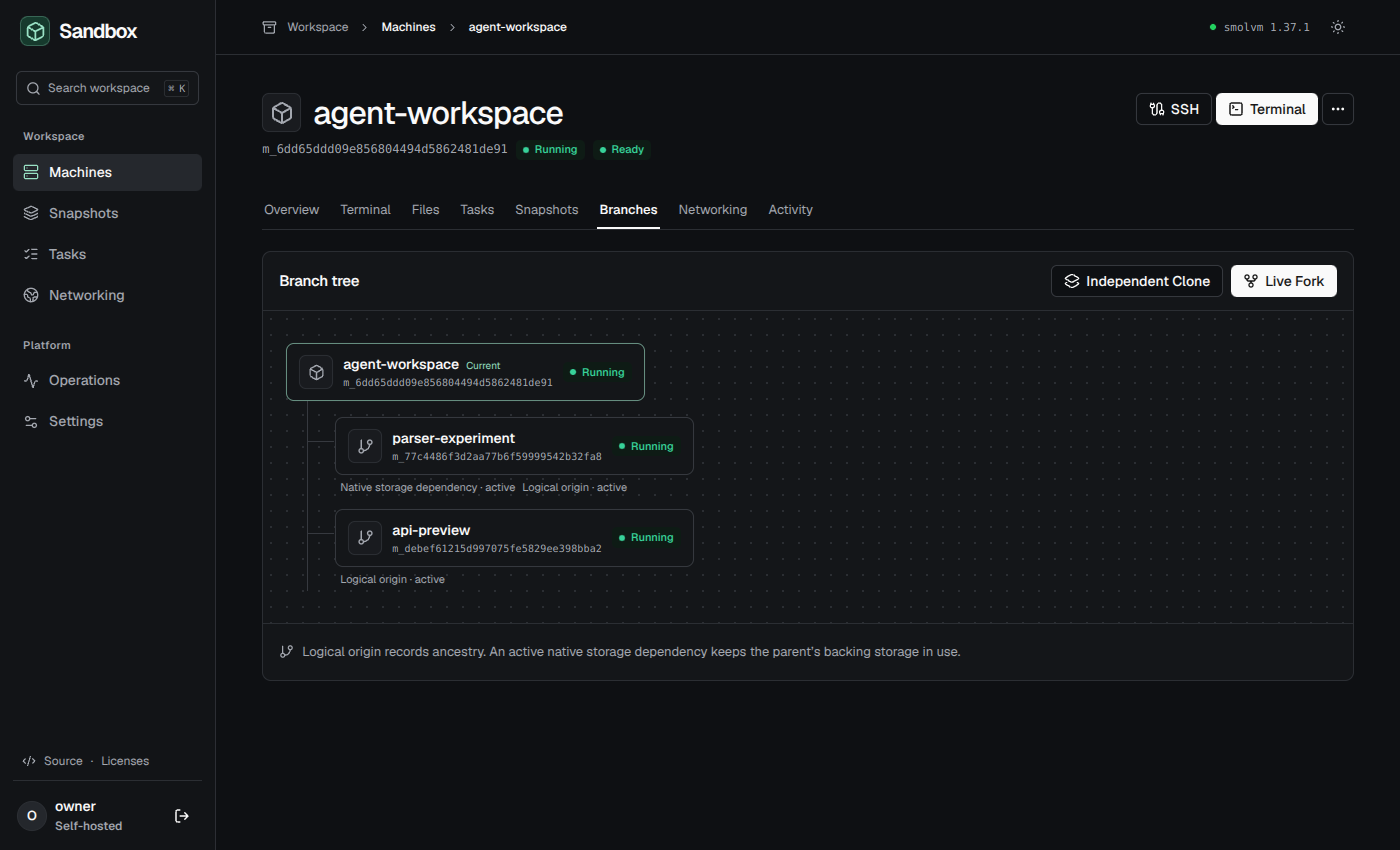 Sandbox
Search workspace ⌘ K
Workspace
Machines
Snapshots
Tasks
Networking
Platform
Operations
Settings
Source · Licenses
O
owner
Self-hosted
Workspace > Machines > agent-workspace
smolvm 1.37.1
agent-workspace
SSH
Terminal
m_6dd65ddd09e856804494d5862481de91 Running Ready
Overview Terminal Files Tasks Snapshots Branches Networking Activity
Branch tree
Independent Clone
Live Fork
agent-workspace Current
m_6dd65ddd09e856804494d5862481de91
Running
parser-experiment
m_77c4486f3d2aa77b6f59999542b32fa8
Running
Native storage dependency · active Logical origin · active
api-preview
m_debef61215d997075fe5829ee398bba2
Running
Logical origin · active
Logical origin records ancestry. An active native storage dependency keeps the parent's backing storage in use.